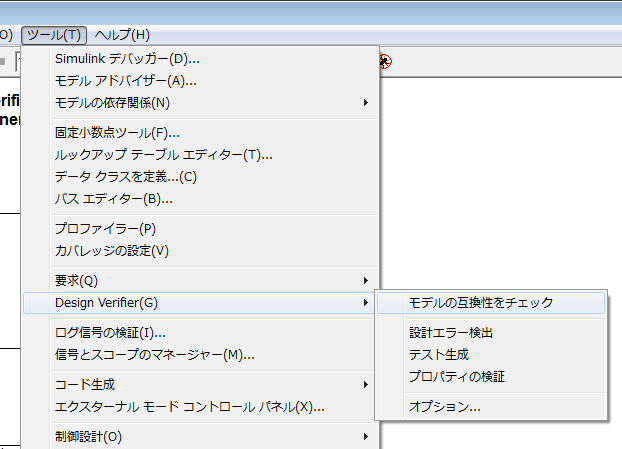 O) ツール(T) ヘルプ(H)
Simulink デバッガー(D)...
モデル アドバイザー(A)...
モデルの依存関係(N)
固定小数点ツール(F)...
ルックアップ テーブル エディター(T)...
データ クラスを定義...(C)
バス エディター(B)...
プロファイラー(P)
カバレッジの設定(V)
要求(Q)
Design Verifier(G)
モデルの互換性をチェック
設計エラー検出
テスト生成
プロパティの検証
オプション...
ログ信号の検証(I)...
信号とスコープのマネージャー(M)...
コード生成
エクスターナル モード コントロール パネル(X)...
制御設計(O)